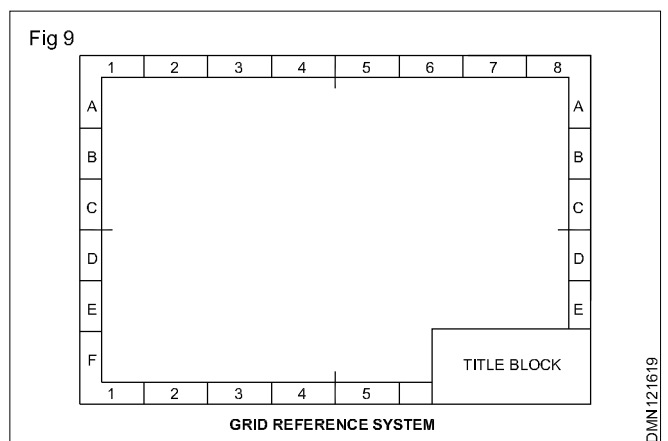 Fig 9
1 2 3 4 5 6 7 8
A A
B B
C C
D D
E E
F TITLE BLOCK
1 2 3 4 5
GRID REFERENCE SYSTEM
DMN121619